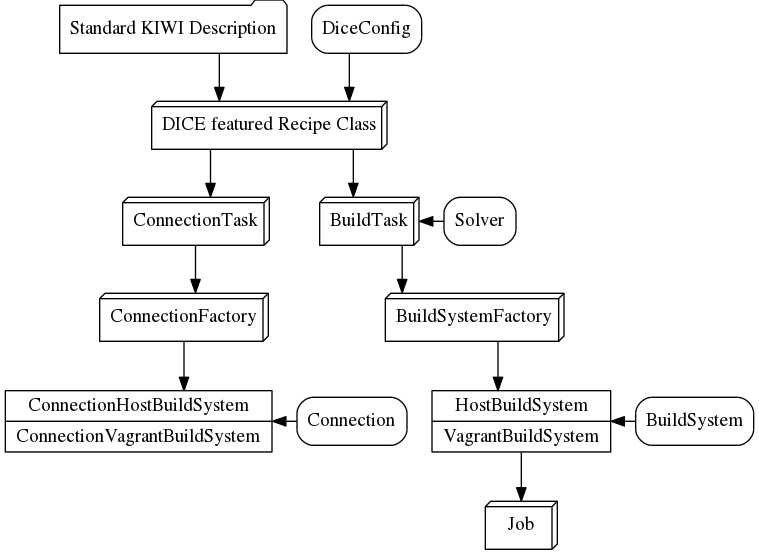 Standard KIWI Description
DiceConfig
DICE featured Recipe Class
ConnectionTask
BuildTask
Solver
ConnectionFactory
BuildSystemFactory
ConnectionHostBuildSystem
ConnectionVagrantBuildSystem
Connection
HostBuildSystem
VagrantBuildSystem
BuildSystem
Job